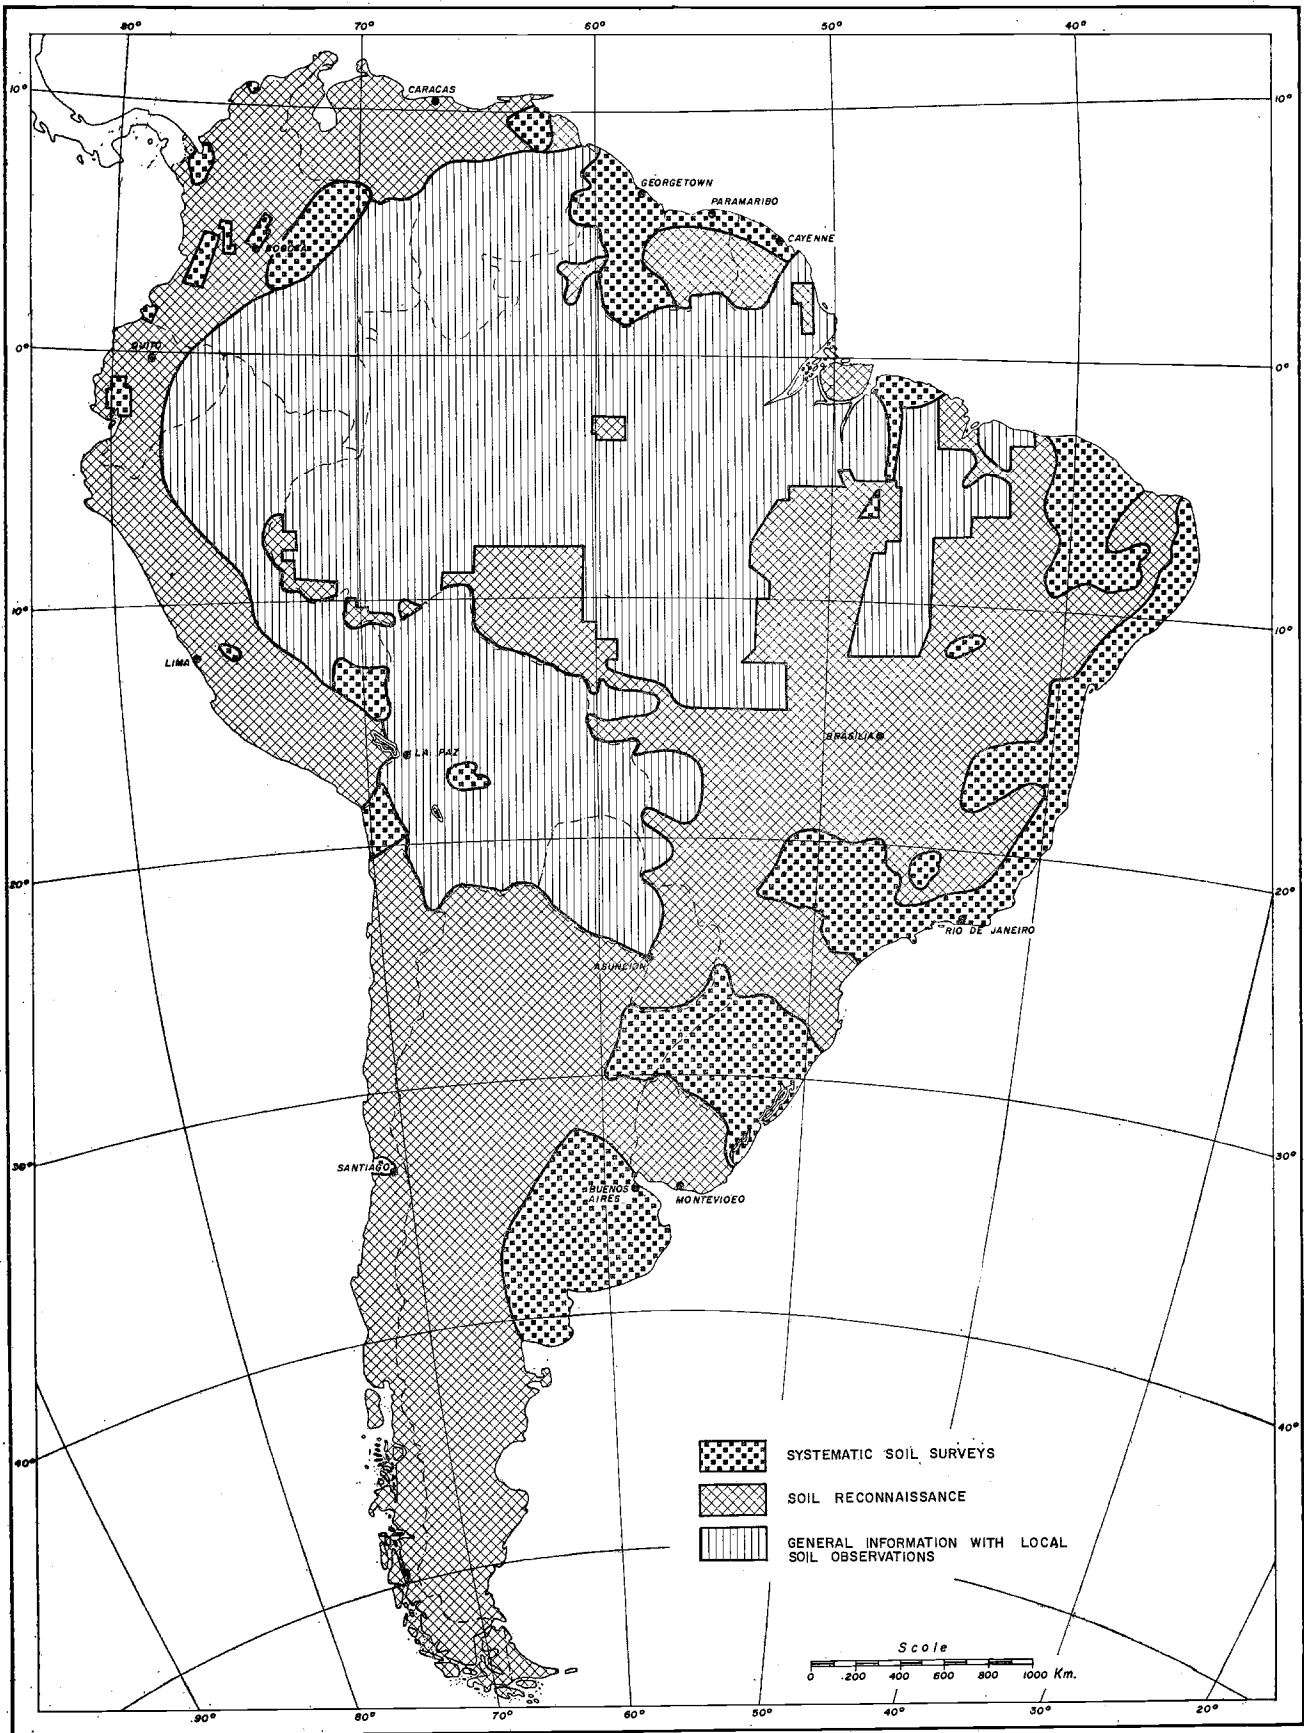 80° 70° 60° 50° 40°
10° 10°
CARACAS
GEORGETOWN
PARAMARIBO
CAYENNE
BOGOTA
0° 0°
QUITO
10° 10°
LIMA
BRASILIA
LA PAZ
20° 20°
RIO DE JANEIRO
ASUNCION
30° 30°
SANTIAGO
BUENOS
AIRES
MONTEVIOEO
40° 40°
SYSTEMATIC SOIL SURVEYS
SOIL RECONNAISSANCE
GENERAL INFORMATION WITH LOCAL
SOIL OBSERVATIONS
Scole
0 200 400 600 800 1000 Km.
90° 80° 70° 60° 50° 40° 30° 20°